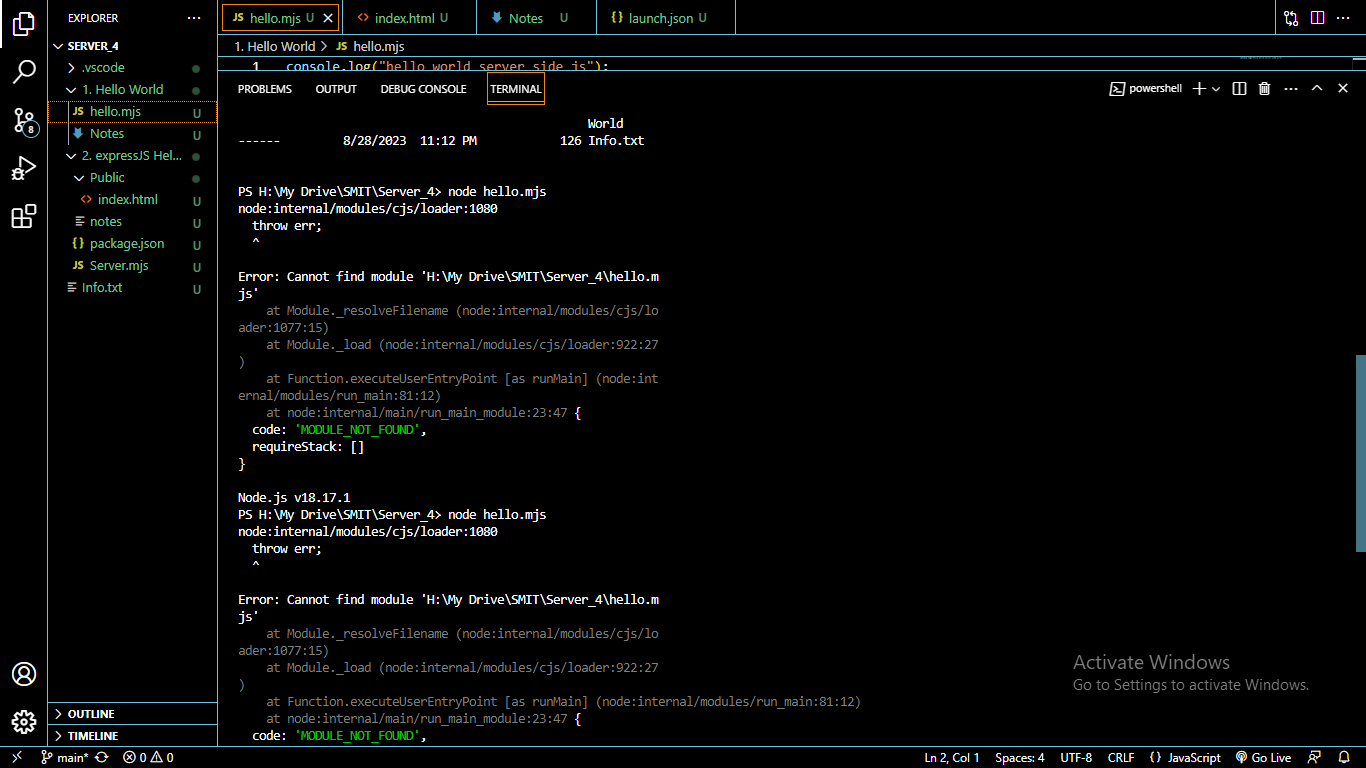 EXPLORER
SERVER_4
.vscode
1. Hello World
JS hello.mjs U
Notes U
2. expressJS Hel...
Public
<> index.html U
notes U
{} package.json U
JS Server.mjs U
Info.txt U
OUTLINE
TIMELINE
8
JS hello.mjs U
<> index.html U
Notes U
{} launch.json U
1. Hello World > JS hello.mjs
1 console.log("hello world server side js");
PROBLEMS OUTPUT DEBUG CONSOLE TERMINAL
powershell
World
------ 8/28/2023 11:12 PM 126 Info.txt
PS H:\My Drive\SMIT\Server_4> node hello.mjs
node:internal/modules/cjs/loader:1080
throw err;
^
Error: Cannot find module 'H:\My Drive\SMIT\Server_4\hello.m
js'
at Module._resolveFilename (node:internal/modules/cjs/lo
ader:1077:15)
at Module._load (node:internal/modules/cjs/loader:922:27
)
at Function.executeUserEntryPoint [as runMain] (node:int
ernal/modules/run_main:81:12)
at node:internal/main/run_main_module:23:47 {
code: 'MODULE_NOT_FOUND',
requireStack: []
}
Node.js v18.17.1
PS H:\My Drive\SMIT\Server_4> node hello.mjs
node:internal/modules/cjs/loader:1080
throw err;
^
Error: Cannot find module 'H:\My Drive\SMIT\Server_4\hello.m
js'
at Module._resolveFilename (node:internal/modules/cjs/lo
ader:1077:15)
at Module._load (node:internal/modules/cjs/loader:922:27
)
at Function.executeUserEntryPoint [as runMain] (node:internal/modules/run_main:81:12)
at node:internal/main/run_main_module:23:47 {
code: 'MODULE_NOT_FOUND',
Activate Windows
Go to Settings to activate Windows.
main* 0 0 Ln 2, Col 1 Spaces: 4 UTF-8 CRLF {} JavaScript Go Live